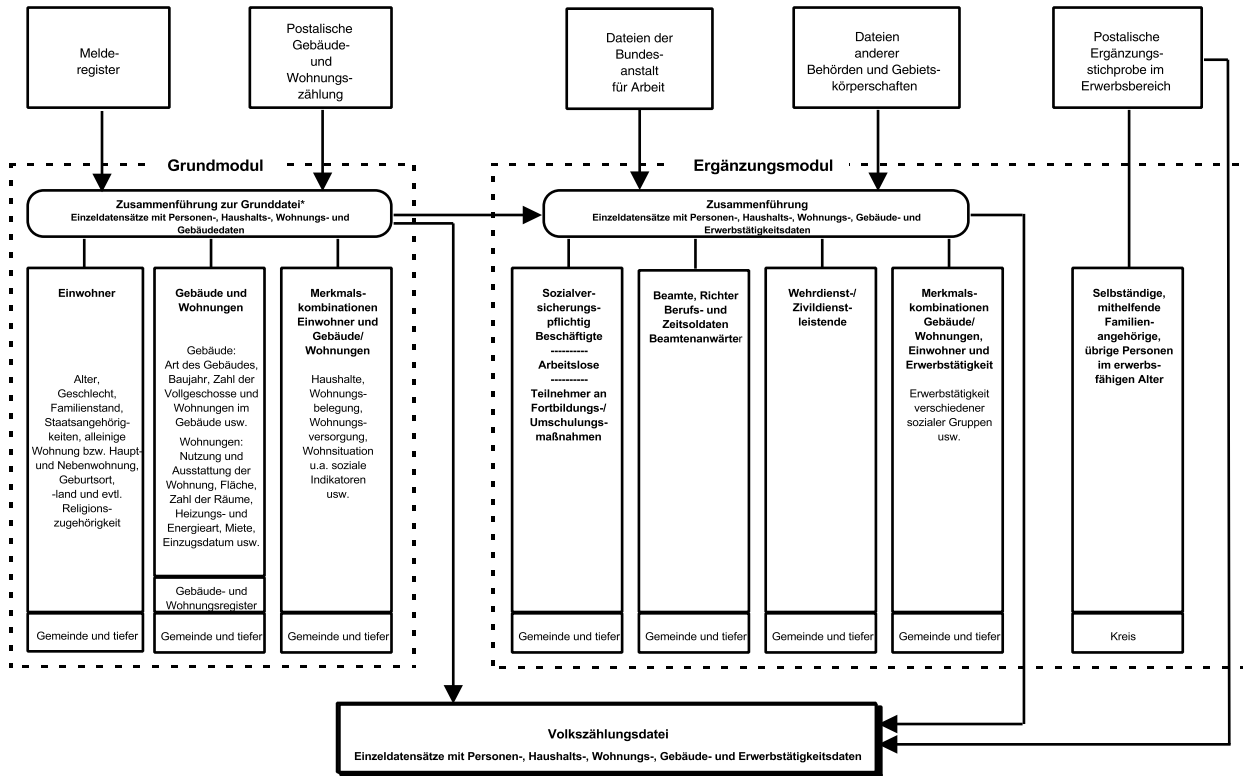 Melde-
register
Postalische
Gebäude-
und
Wohnungs-
zählung
Dateien der
Bundes-
anstalt
für Arbeit
Dateien
anderer
Behörden und Gebiets-
körperschaften
Postalische
Ergänzungs-
stichprobe im
Erwerbsbereich
Grundmodul
Ergänzungsmodul
Zusammenführung zur Grunddatei*
Einzeldatensätze mit Personen-, Haushalts-, Wohnungs- und
Gebäudedaten
Zusammenführung
Einzeldatensätze mit Personen-, Haushalts-, Wohnungs-, Gebäude- und
Erwerbstätigkeitsdaten
Einwohner
Alter,
Geschlecht,
Familienstand,
Staatsangehörig-
keiten, alleinige
Wohnung bzw. Haupt-
und Nebenwohnung,
Geburtsort,
-land und evtl.
Religions-
zugehörigkeit
Gemeinde und tiefer
Gebäude und
Wohnungen
Gebäude:
Art des Gebäudes,
Baujahr, Zahl der
Vollgeschosse und
Wohnungen im
Gebäude usw.
Wohnungen:
Nutzung und
Ausstattung der
Wohnung, Fläche,
Zahl der Räume,
Heizungs- und
Energieart, Miete,
Einzugsdatum usw.
Gebäude- und
Wohnungsregister
Gemeinde und tiefer
Merkmals-
kombinationen
Einwohner und
Gebäude/
Wohnungen
Haushalte,
Wohnungs-
belegung,
Wohnungs-
versorgung,
Wohnsituation
u.a. soziale
Indikatoren
usw.
Gemeinde und tiefer
Sozialver-
sicherungs-
pflichtig
Beschäftigte
----------
Arbeitslose
----------
Teilnehmer an
Fortbildungs-/
Umschulungs-
maßnahmen
Gemeinde und tiefer
Beamte, Richter
Berufs- und
Zeitsoldaten
Beamtenanwärter
Gemeinde und tiefer
Wehrdienst-/
Zivildienst-
leistende
Gemeinde und tiefer
Merkmals-
kombinationen
Gebäude/
Wohnungen,
Einwohner und
Erwerbstätigkeit
Erwerbstätigkeit
verschiedener
sozialer Gruppen
usw.
Gemeinde und tiefer
Selbständige,
mithelfende
Familien-
angehörige,
übrige Personen
im erwerbs-
fähigen Alter
Kreis
Volkszählungsdatei
Einzeldatensätze mit Personen-, Haushalts-, Wohnungs-, Gebäude- und Erwerbstätigkeitsdaten